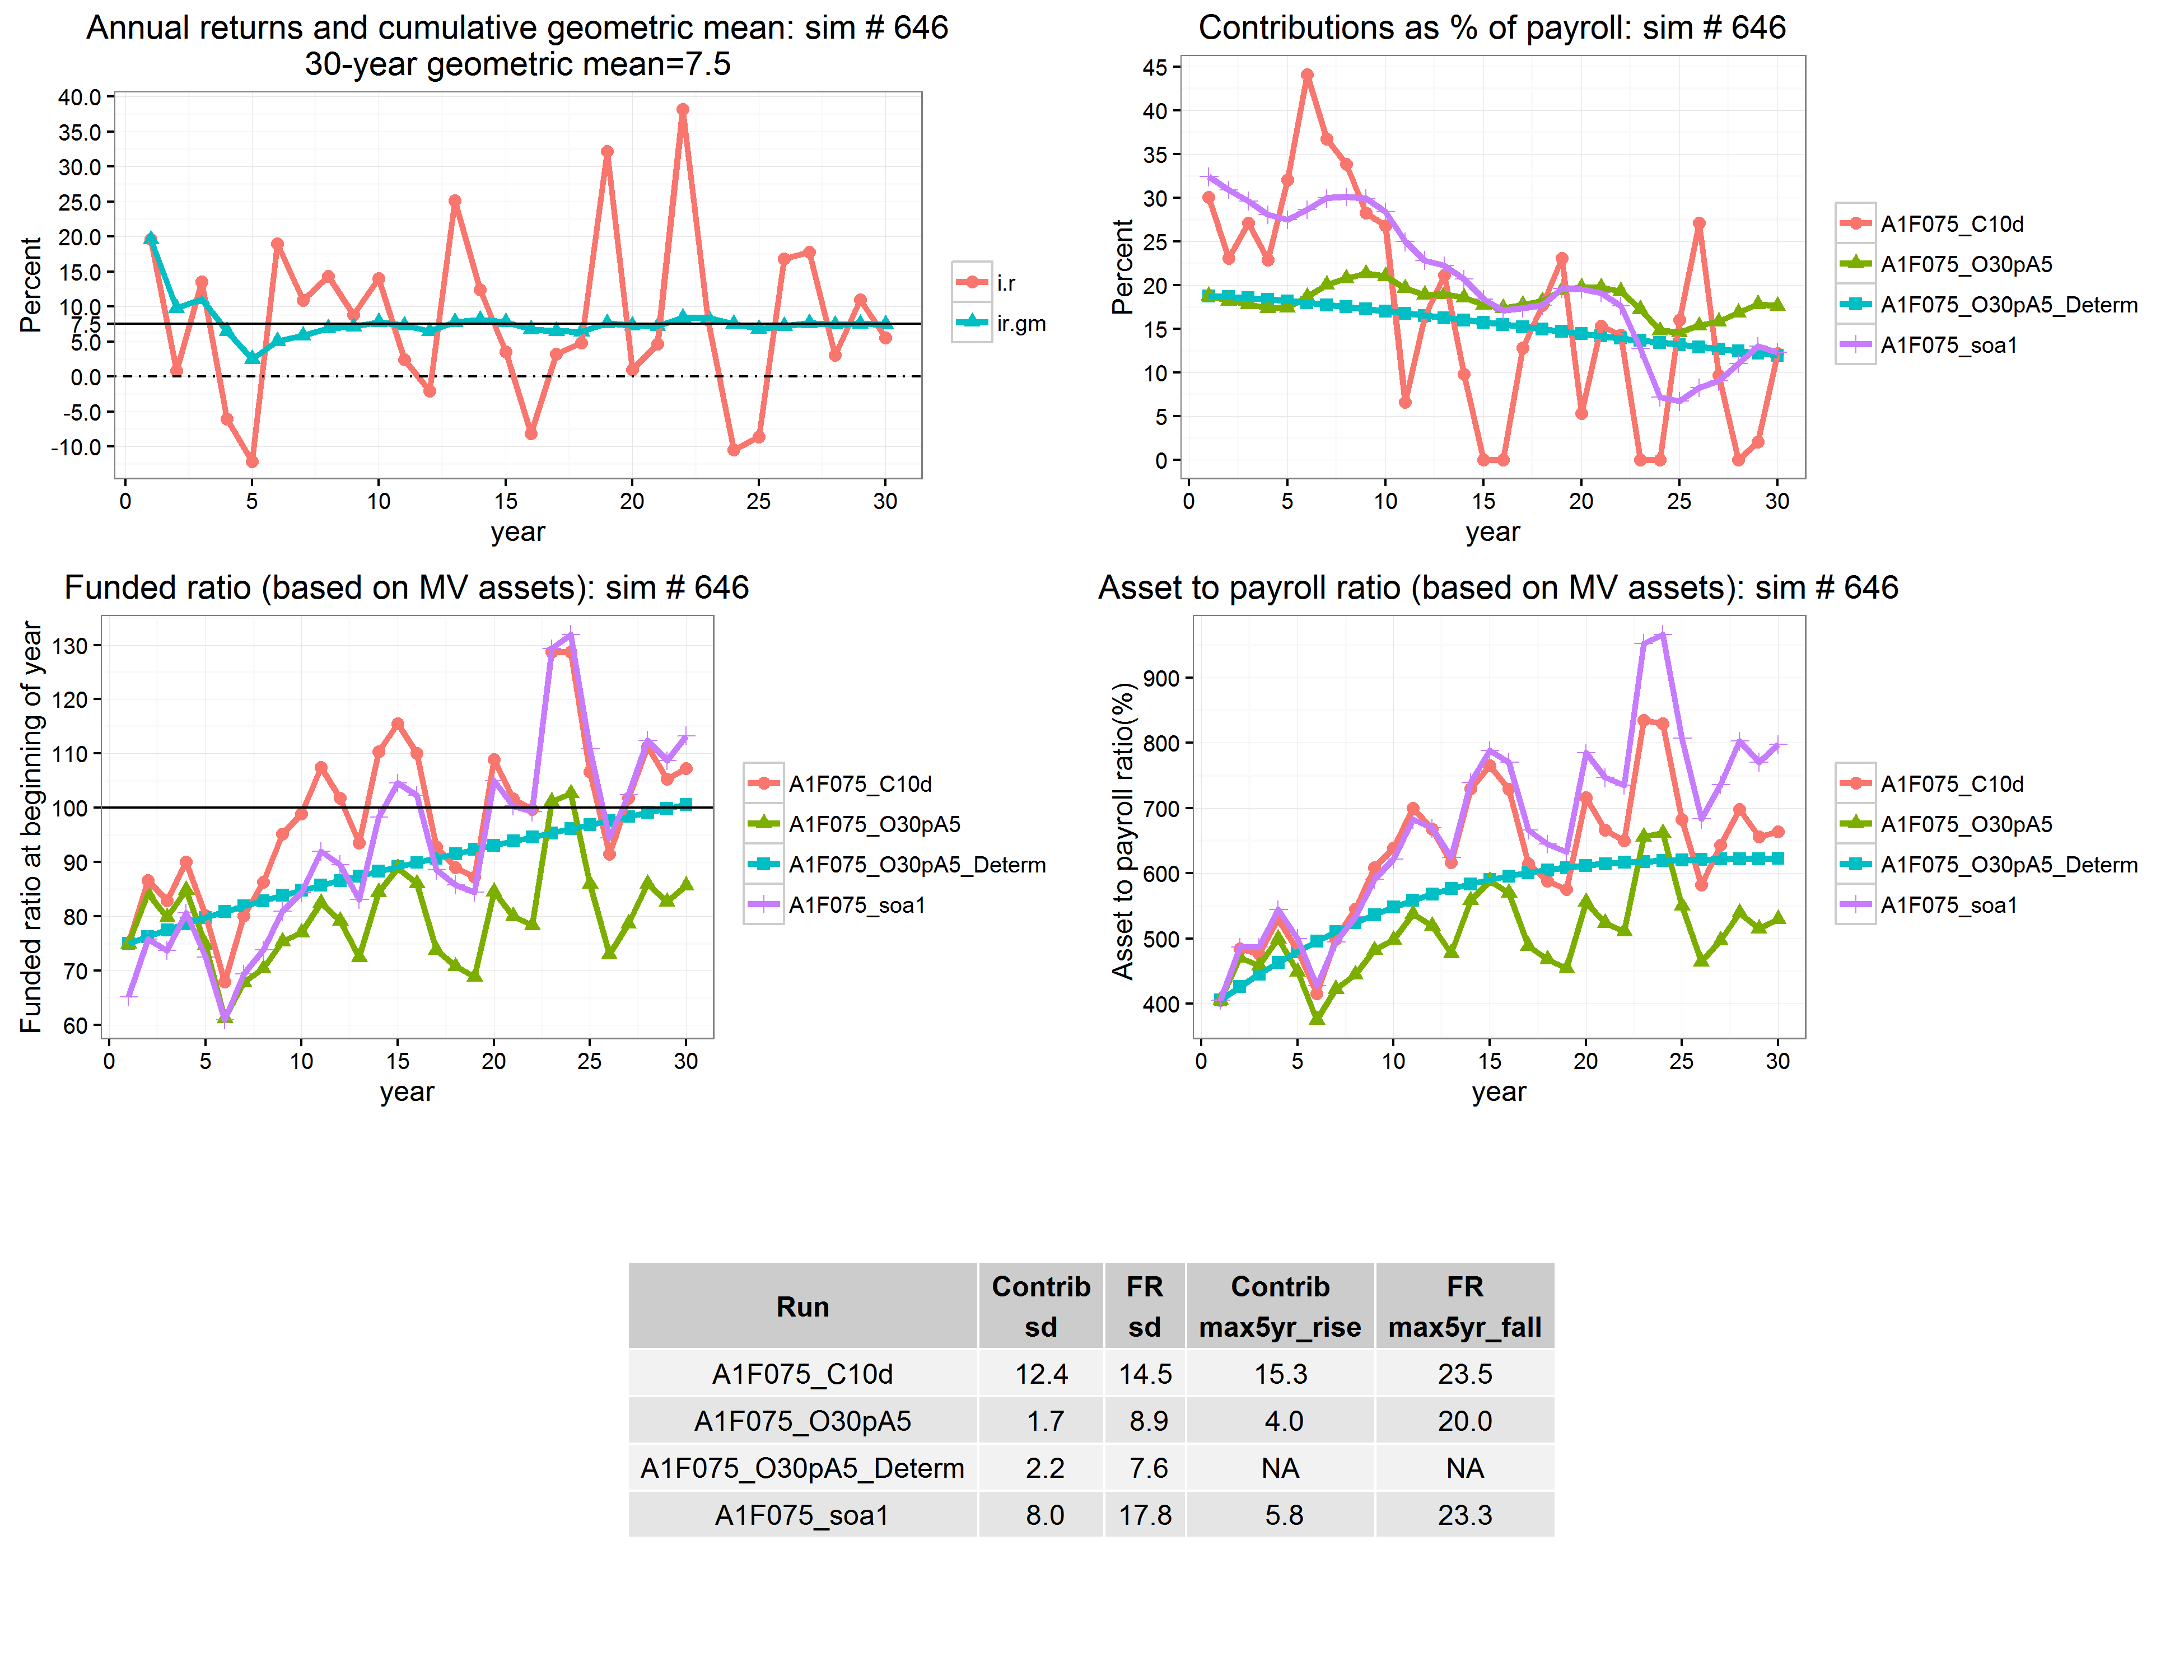 Annual returns and cumulative geometric mean: sim # 646
30-year geometric mean=7.5
Percent
40.0
35.0
30.0
25.0
20.0
15.0
10.0
7.5
5.0
0.0
-5.0
-10.0
0 5 10 15 20 25 30
year
i.r
ir.gm
Contributions as % of payroll: sim # 646
Percent
45
40
35
30
25
20
15
10
5
0
0 5 10 15 20 25 30
year
A1F075_C10d
A1F075_O30pA5
A1F075_O30pA5_Determ
A1F075_soa1
Funded ratio (based on MV assets): sim # 646
Funded ratio at beginning of year
130
120
110
100
90
80
70
60
0 5 10 15 20 25 30
year
A1F075_C10d
A1F075_O30pA5
A1F075_O30pA5_Determ
A1F075_soa1
Asset to payroll ratio (based on MV assets): sim # 646
Asset to payroll ratio(%)
900
800
700
600
500
400
0 5 10 15 20 25 30
year
A1F075_C10d
A1F075_O30pA5
A1F075_O30pA5_Determ
A1F075_soa1
Run Contrib sd FR sd Contrib max5yr_rise FR max5yr_fall
A1F075_C10d 12.4 14.5 15.3 23.5
A1F075_O30pA5 1.7 8.9 4.0 20.0
A1F075_O30pA5_Determ 2.2 7.6 NA NA
A1F075_soa1 8.0 17.8 5.8 23.3